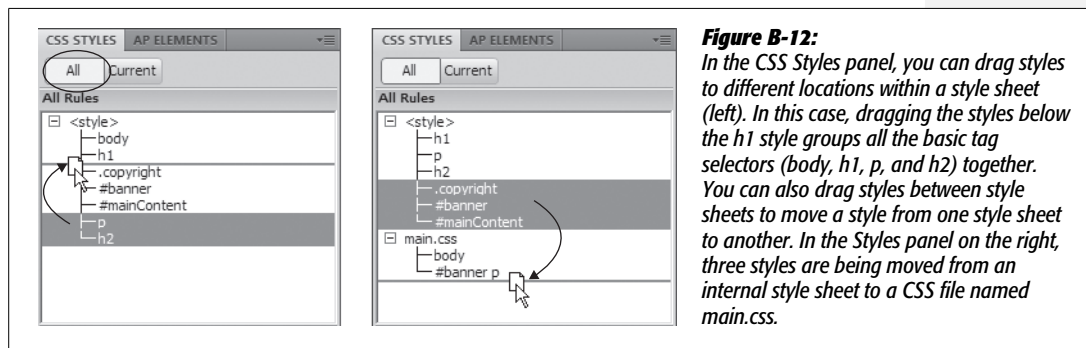 CSS STYLES AP ELEMENTS
All Current
All Rules
<style>
body
h1
.copyright
#banner
#mainContent
p
h2
CSS STYLES AP ELEMENTS
All Current
All Rules
<style>
h1
p
h2
.copyright
#banner
#mainContent
main.css
body
#banner p
Figure B-12:
In the CSS Styles panel, you can drag styles
to different locations within a style sheet
(left). In this case, dragging the styles below
the h1 style groups all the basic tag
selectors (body, h1, p, and h2) together.
You can also drag styles between style
sheets to move a style from one style sheet
to another. In the Styles panel on the right,
three styles are being moved from an
internal style sheet to a CSS file named
main.css.